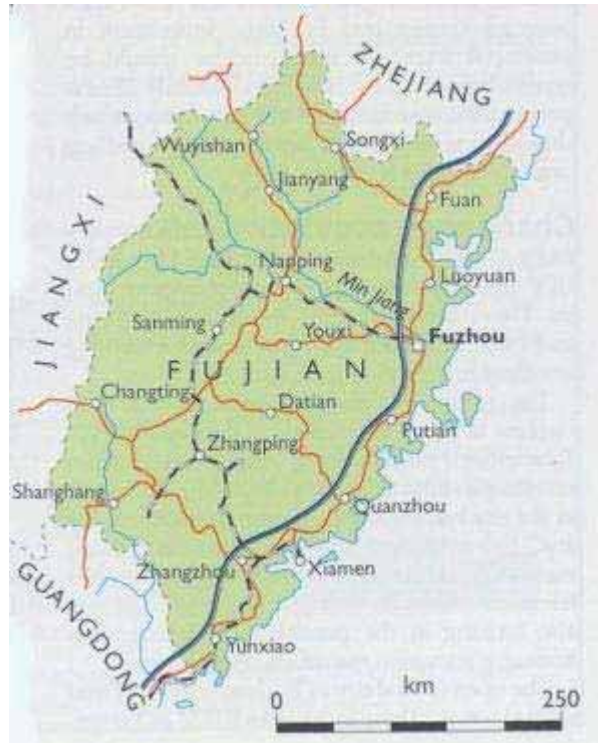 ZHEJIANG
Wuyishan
Songxi
Jianyang
Fuan
JIANGXI
Nanping
Min Jiang
Luoyuan
Sanming
Youxi
Fuzhou
FUJIAN
Changting
Datian
Putian
Zhangping
Shanghang
Quanzhou
Zhangzhou
Xiamen
GUANGDONG
Yunxiao
km
0
250